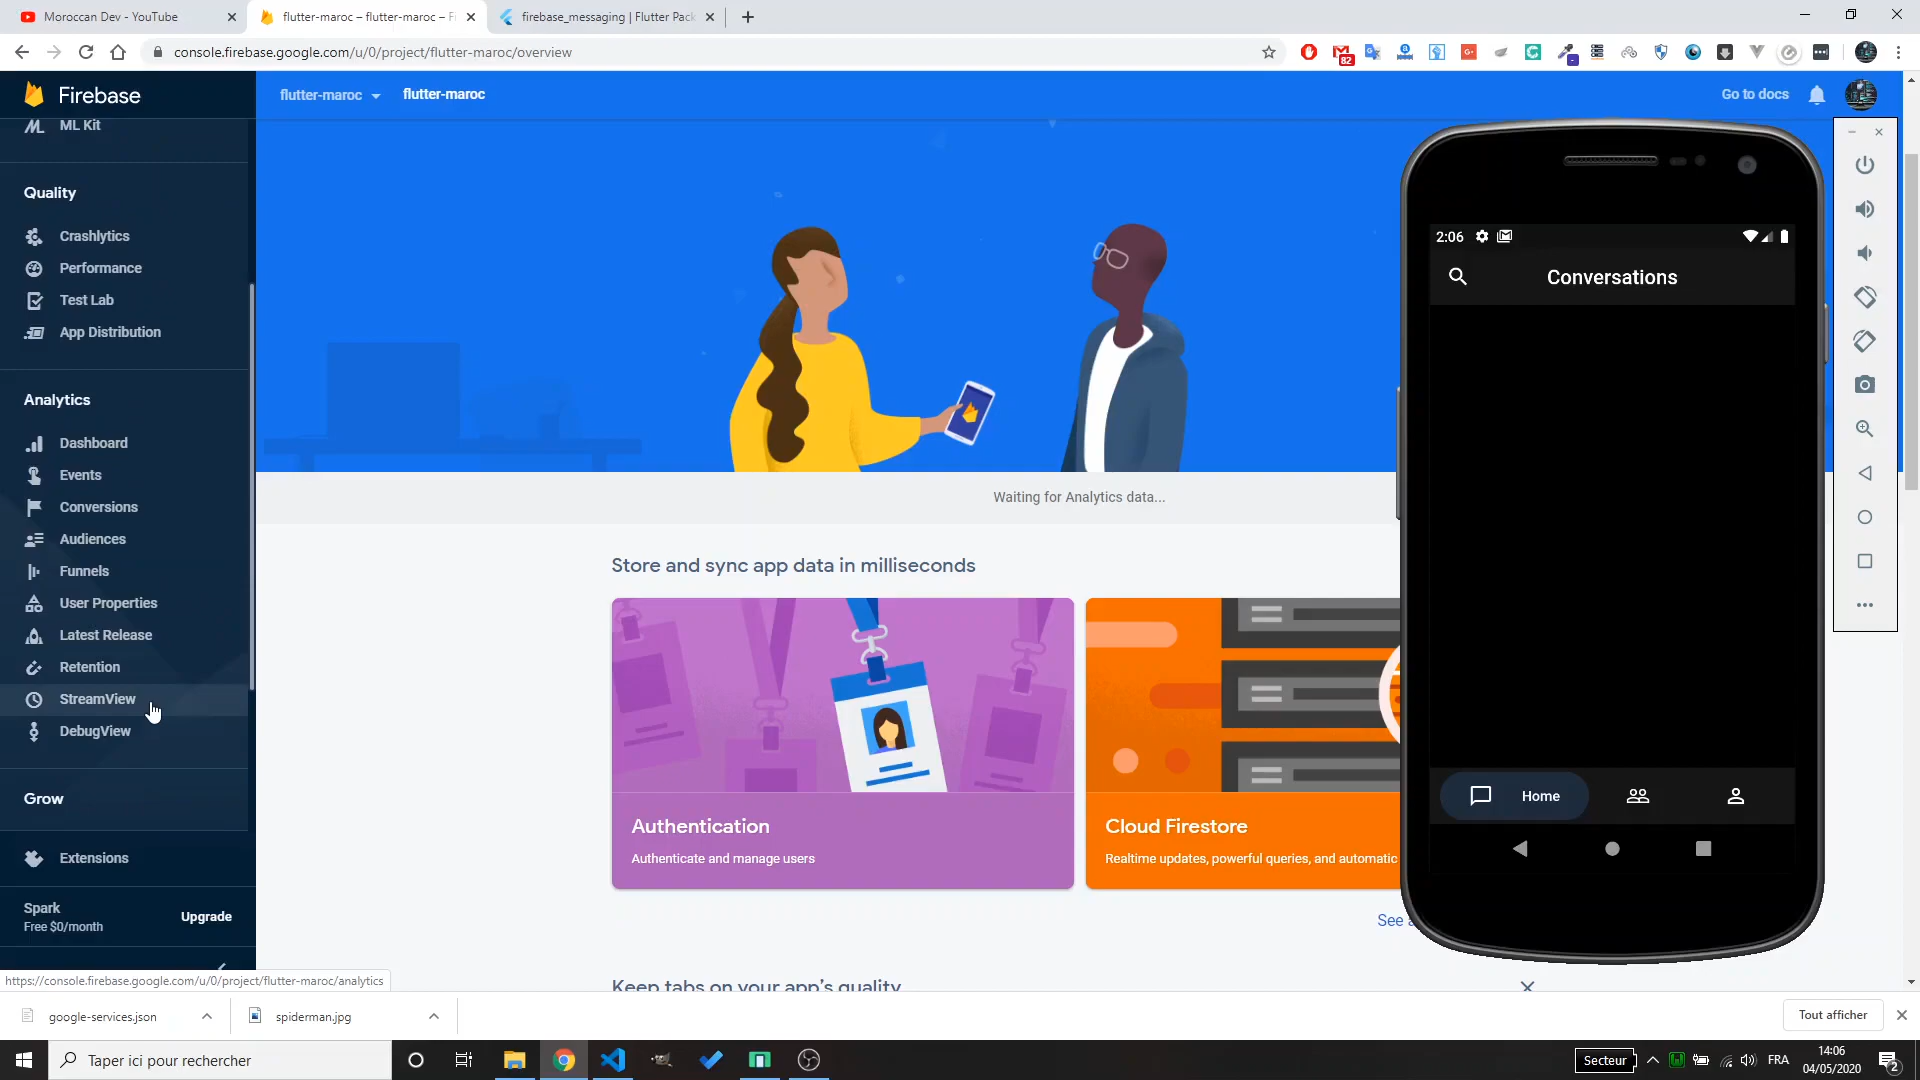 Moroccan Dev - YouTube
flutter-maroc – flutter-maroc – F
firebase_messaging | Flutter Pack
console.firebase.google.com/u/0/project/flutter-maroc/overview
82
Firebase
flutter-maroc
flutter-maroc
Go to docs
ML Kit
Quality
Crashlytics
Performance
Test Lab
App Distribution
Analytics
Dashboard
Events
Conversions
Audiences
Funnels
User Properties
Latest Release
Retention
StreamView
DebugView
Grow
Extensions
Spark
Free $0/month
Upgrade
Waiting for Analytics data...
Store and sync app data in milliseconds
Authentication
Authenticate and manage users
Cloud Firestore
Realtime updates, powerful queries, and automatic
See a
Keep tabs on your app's quality
2:06
Conversations
Home
https://console.firebase.google.com/u/0/project/flutter-maroc/analytics
google-services.json
spiderman.jpg
Tout afficher
Taper ici pour rechercher
Secteur
FRA
14:06
04/05/2020
2